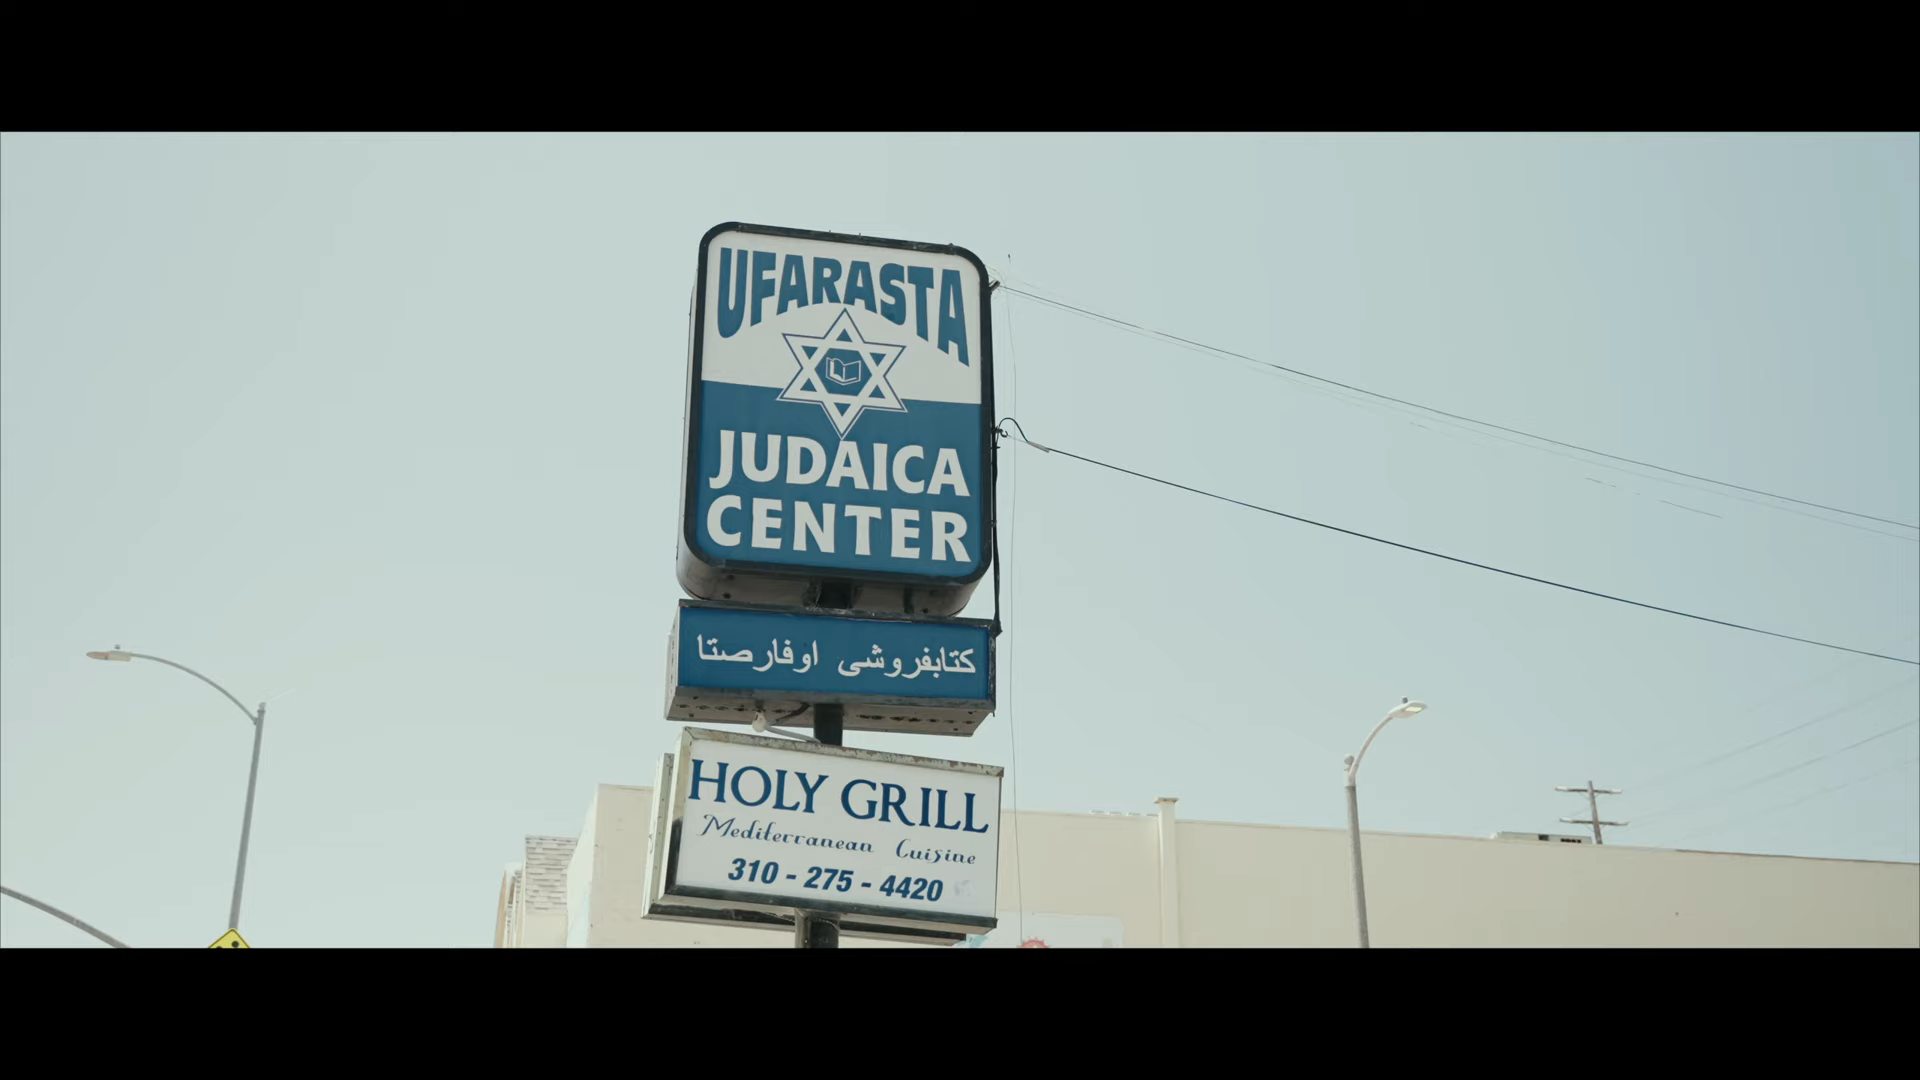 UFARASTA
JUDAICA
CENTER
کتابفروشی اوفارصتا
HOLY GRILL
Mediterranean Cuisine
310 - 275 - 4420